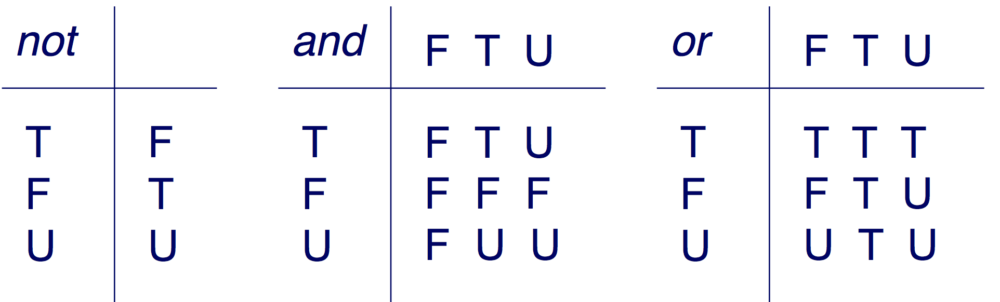 not and F T U or F T U
T F T F T U T T T T
F T F F F F F F T U
U U U F U U U U T U